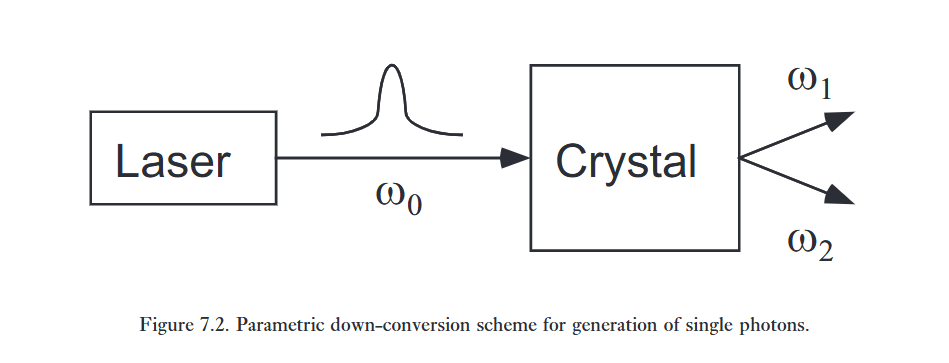 ω1
Laser
Crystal
ω0
ω2
Figure 7.2. Parametric down-conversion scheme for generation of single photons.